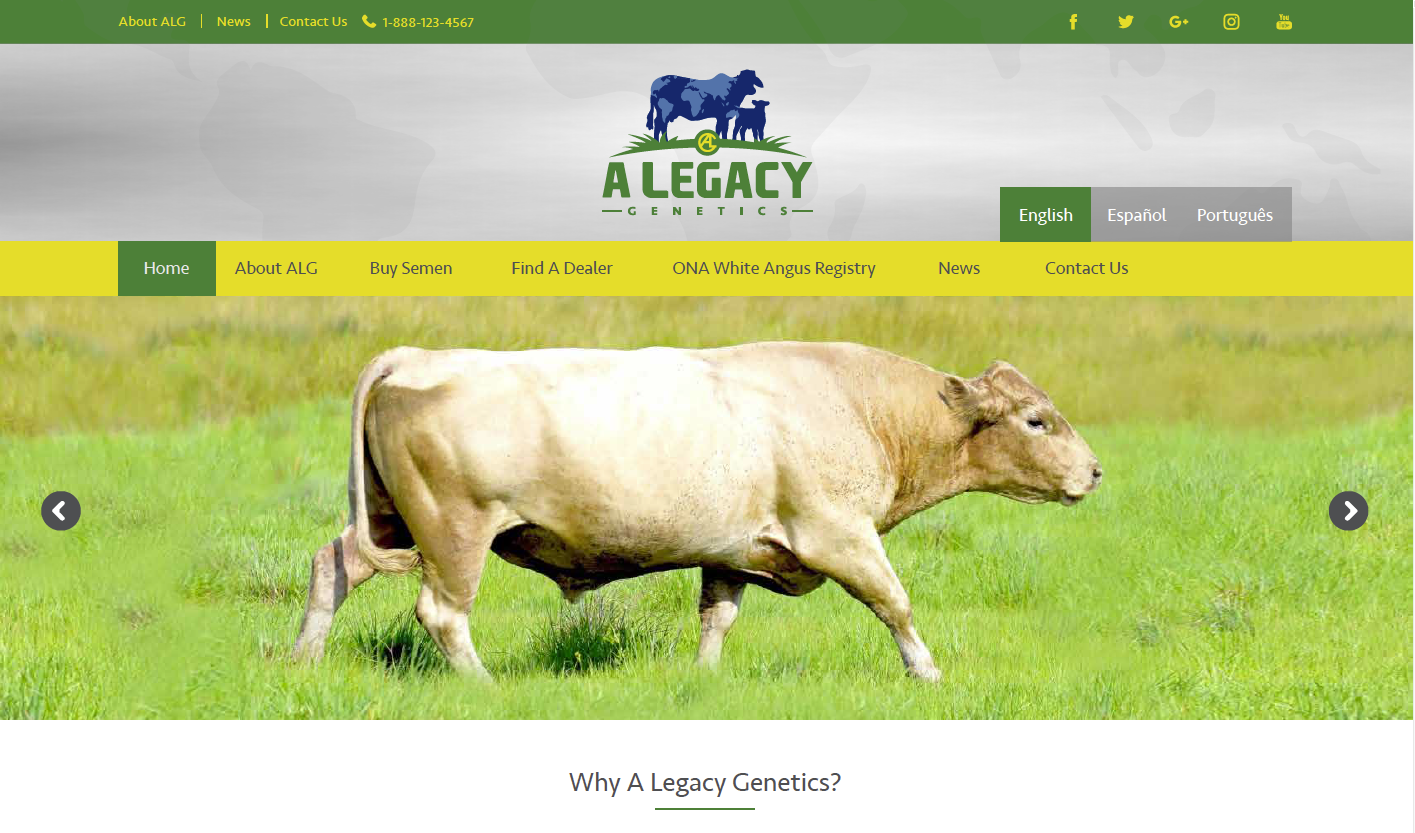 About ALG News Contact Us 1-888-123-4567
A LEGACY
GENETICS
English Español Português
Home About ALG Buy Semen Find A Dealer ONA White Angus Registry News Contact Us
Why A Legacy Genetics?